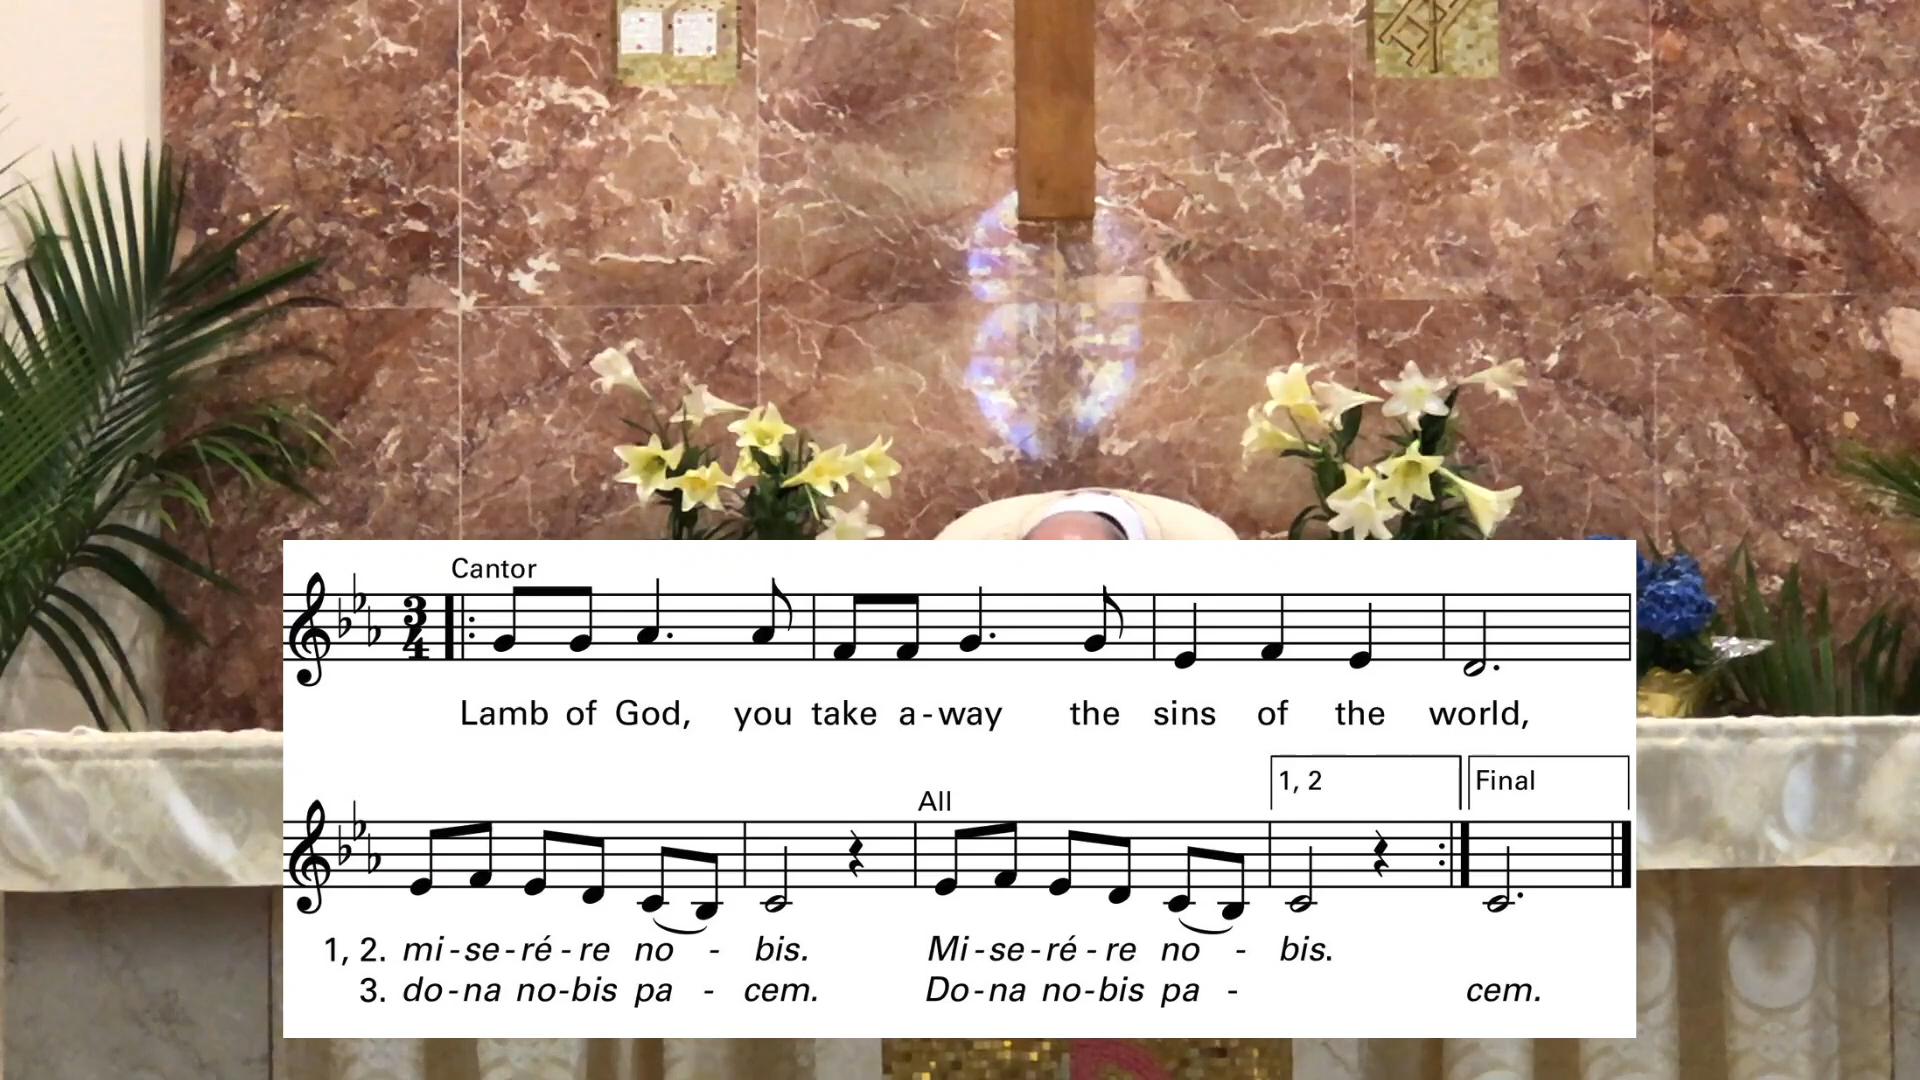 Cantor
3
4
Lamb of God, you take a-way the sins of the world,
1, 2
Final
All
1, 2. mi-se-ré-re no - bis. Mi-se-ré-re no - bis.
3. do-na no-bis pa - cem. Do-na no-bis pa - cem.